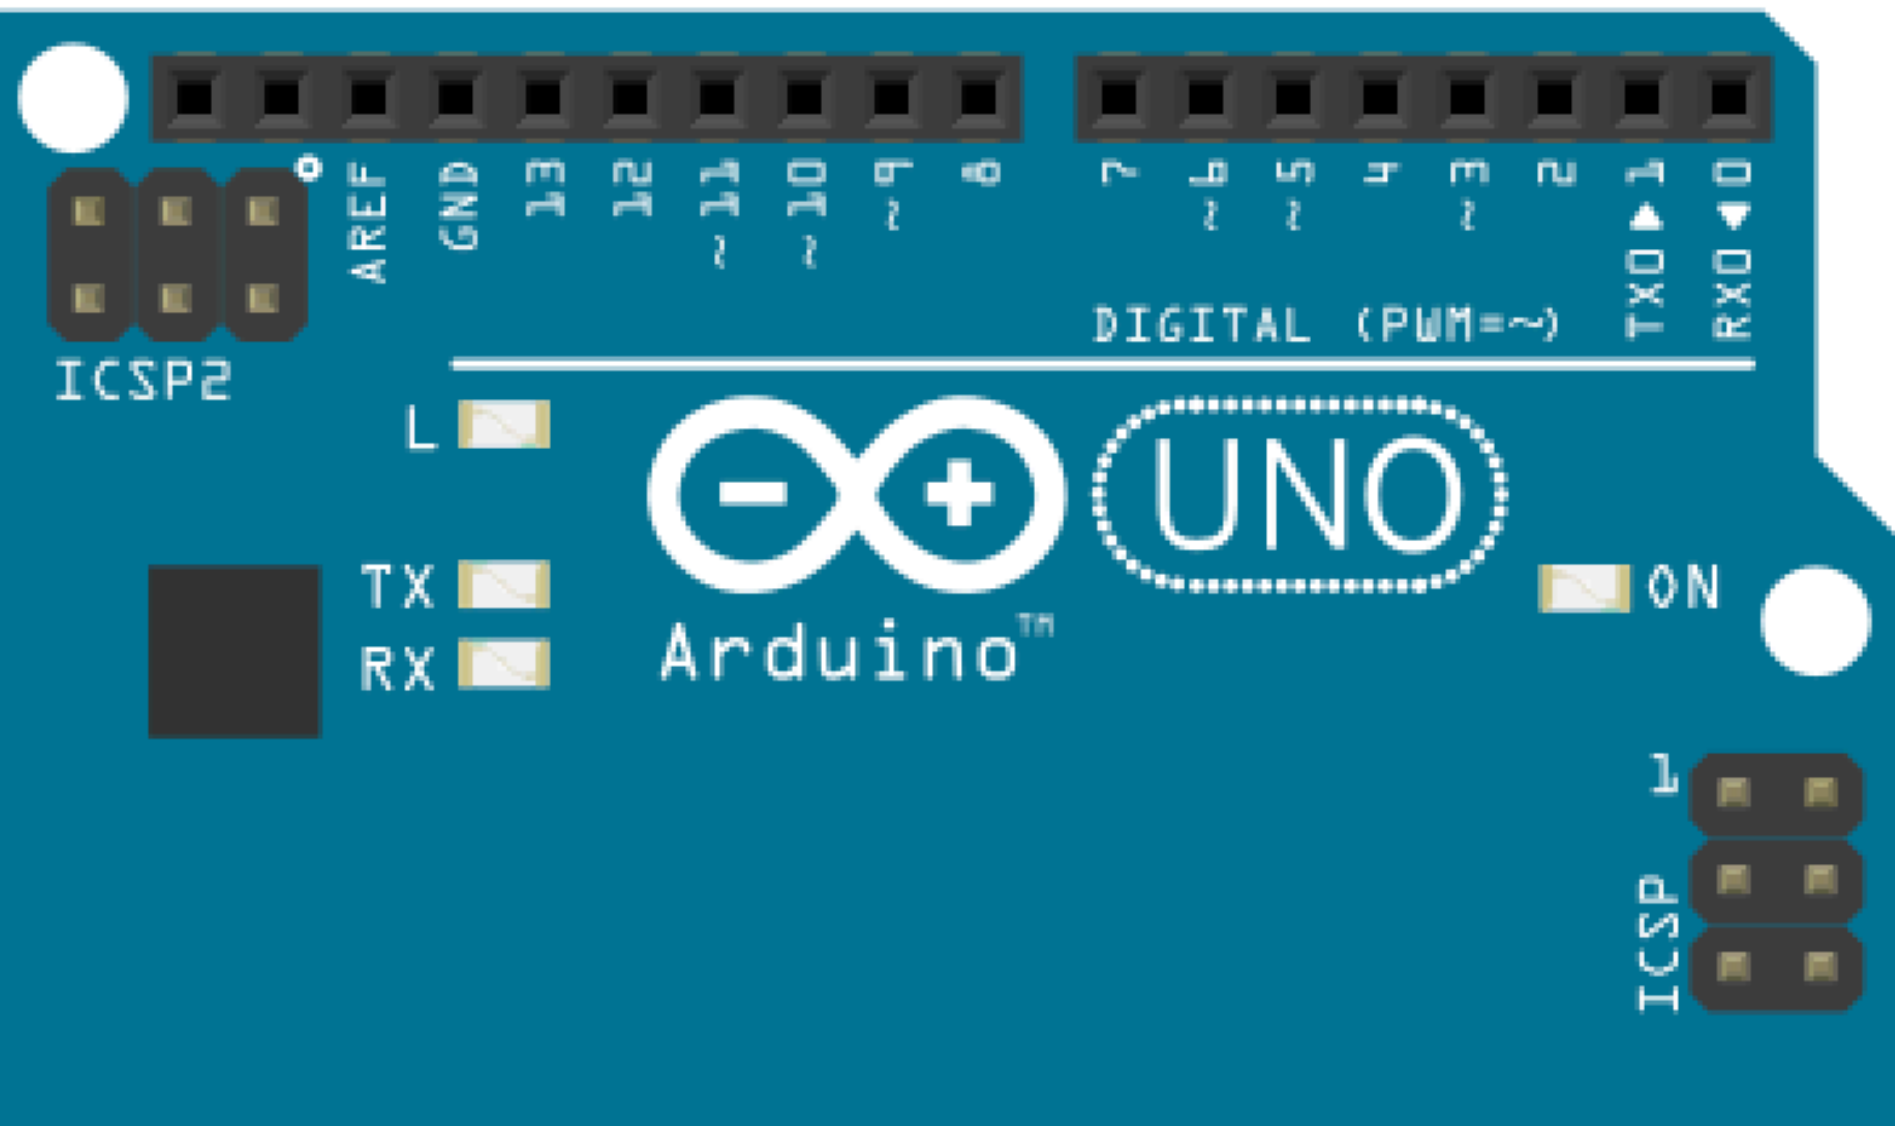 AREF
GND
13
12
~11
~10
~9
8
7
~6
~5
4
~3
2
TX0▶1
RX0◀0
DIGITAL (PWM=~)
ICSP2
L
TX
RX
UNO
Arduino™
ON
1
ICSP